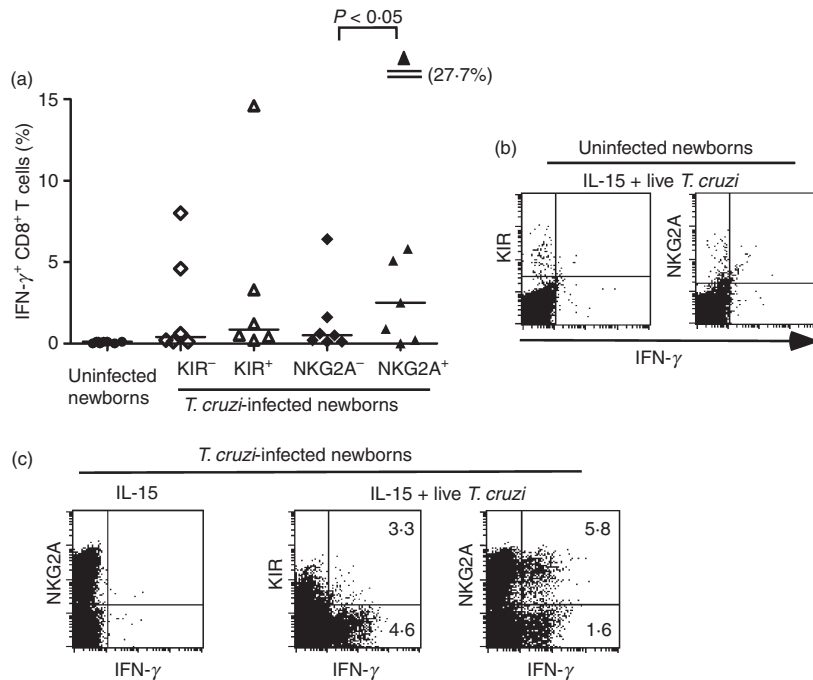 P < 0·05
(a)
(27·7%)
IFN-γ⁺ CD8⁺ T cells (%)
15
10
5
0
Uninfected
newborns
KIR⁻
KIR⁺
NKG2A⁻
NKG2A⁺
T. cruzi-infected newborns
(b)
Uninfected newborns
IL-15 + live T. cruzi
KIR
NKG2A
IFN-γ
(c)
T. cruzi-infected newborns
IL-15
IL-15 + live T. cruzi
NKG2A
IFN-γ
KIR
3·3
4·6
IFN-γ
NKG2A
5·8
1·6
IFN-γ